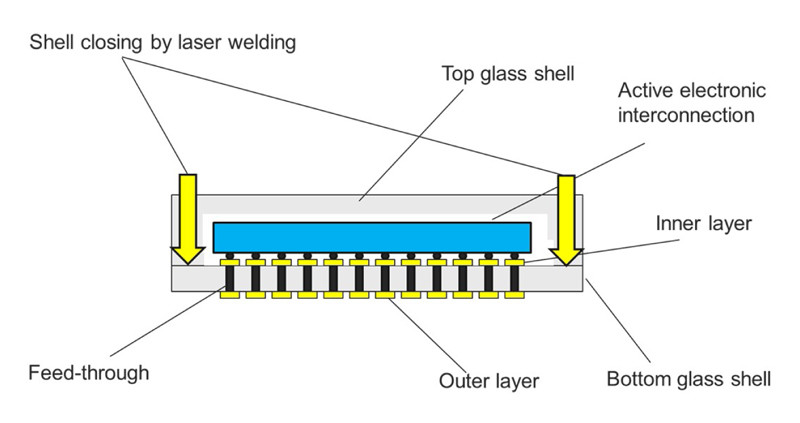 Shell closing by laser welding
Top glass shell
Active electronic
interconnection
Inner layer
Feed-through
Outer layer
Bottom glass shell